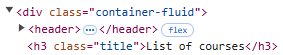 <div class="container-fluid">
<header>⋯</header> flex
<h3 class="title">List of courses</h3>